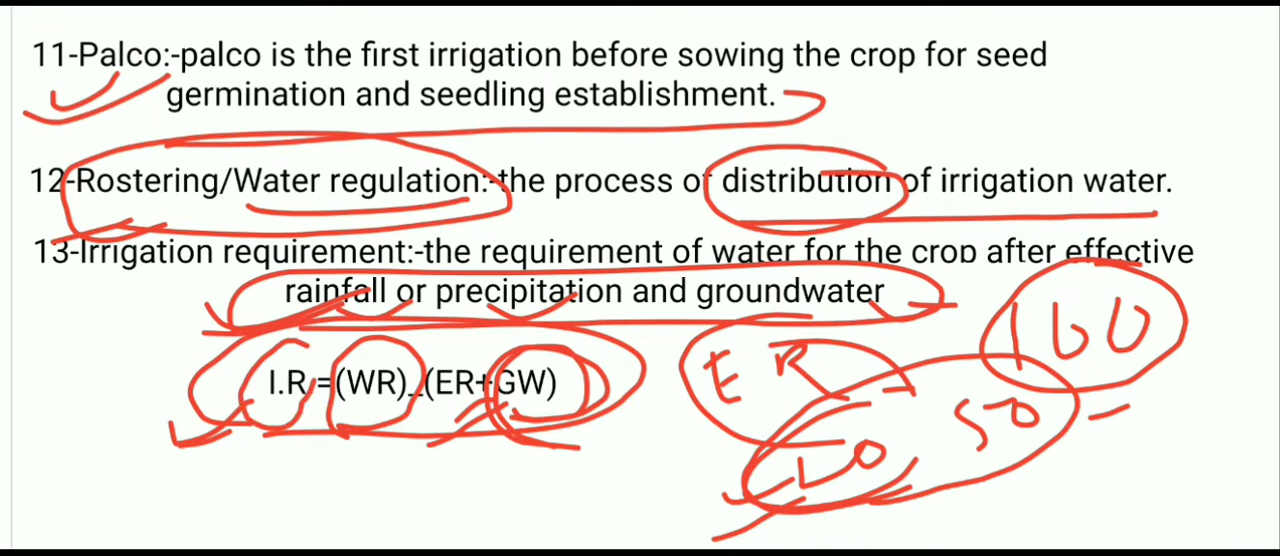 11-Palco:-palco is the first irrigation before sowing the crop for seed
germination and seedling establishment.
12-Rostering/Water regulation:-the process of distribution of irrigation water.
13-Irrigation requirement:-the requirement of water for the crop after effective
rainfall or precipitation and groundwater
I.R,=(WR)_(ER+GW)
ER
50